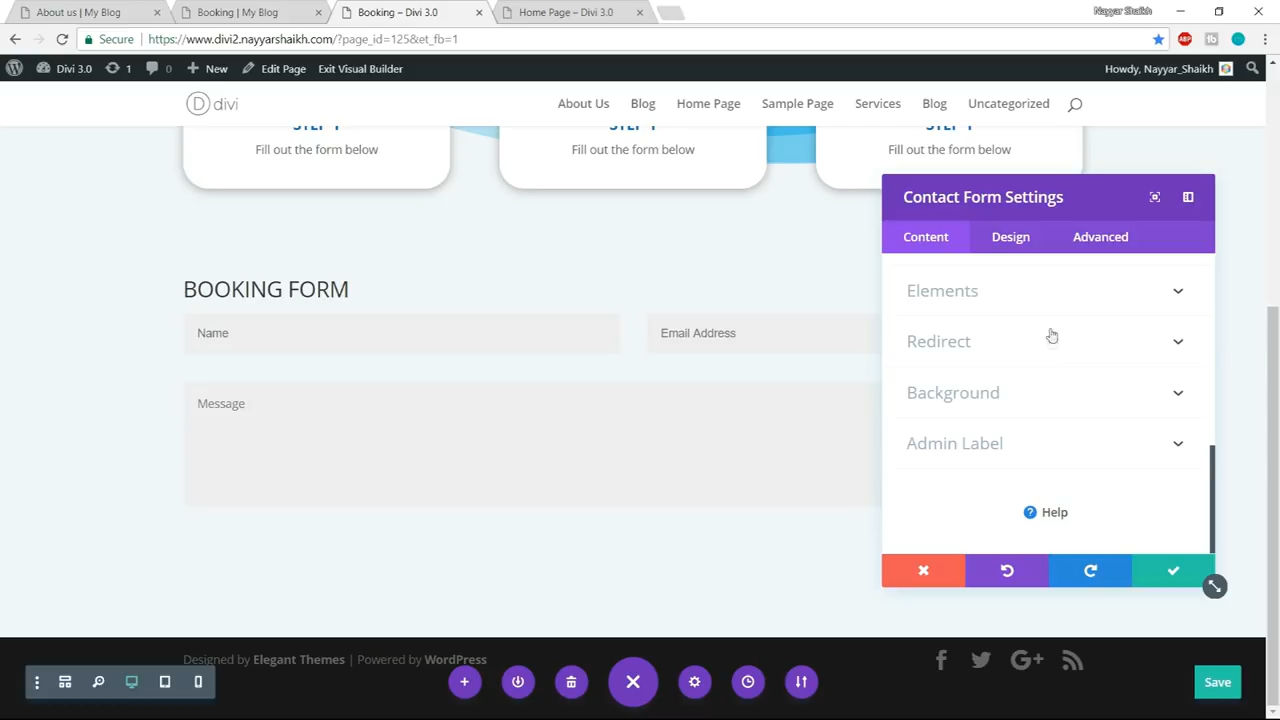 About us | My Blog
Booking | My Blog
Booking – Divi 3.0
Home Page – Divi 3.0
Nayyar Shaikh
Secure
https://www.divi2.nayyarshaikh.com/?page_id=125&et_fb=1
ABP
tb
Divi 3.0
1
0
New
Edit Page
Exit Visual Builder
Howdy, Nayyar_Shaikh
D divi
About Us
Blog
Home Page
Sample Page
Services
Blog
Uncategorized
STEP 1
STEP 1
STEP 1
Fill out the form below
Fill out the form below
Fill out the form below
Contact Form Settings
Content
Design
Advanced
Elements
Redirect
Background
Admin Label
Help
BOOKING FORM
Name
Email Address
Message
Designed by Elegant Themes | Powered by WordPress
Save